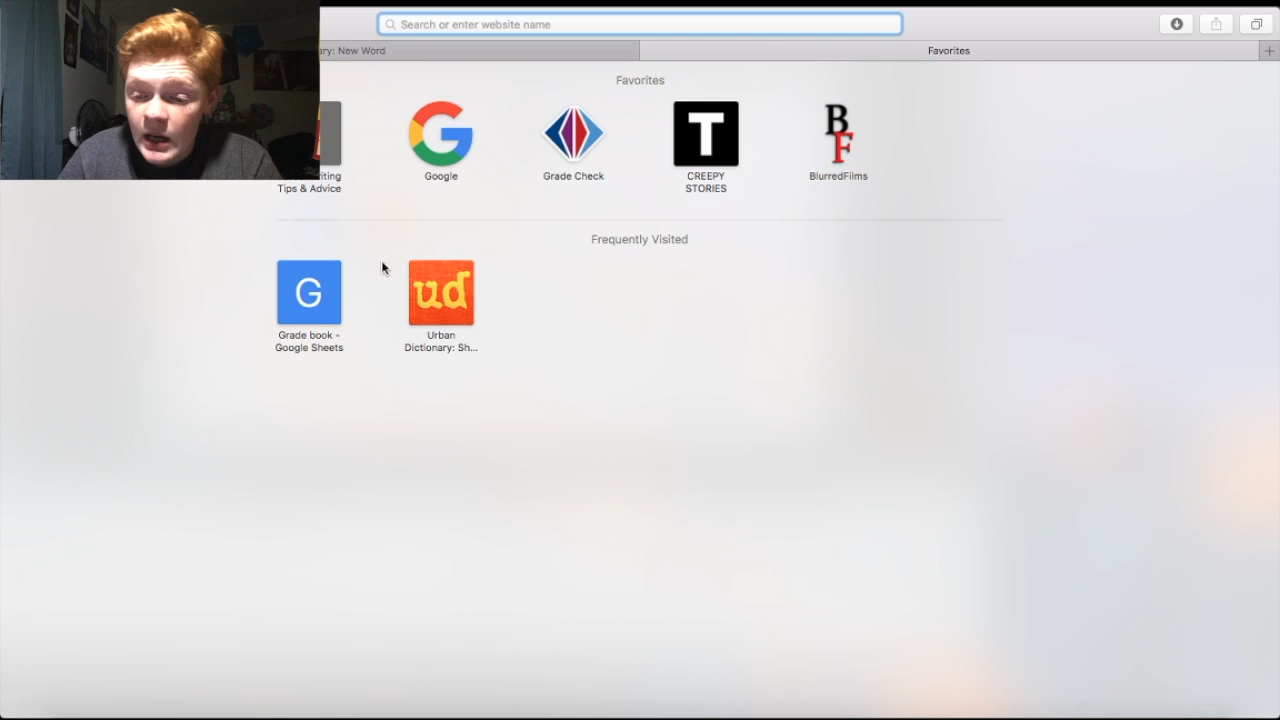 Search or enter website name
ary: New Word
Favorites
Favorites
iting
Tips & Advice
Google
Grade Check
T
CREEPY
STORIES
B
F
BlurredFilms
Frequently Visited
G
Grade book -
Google Sheets
ud
Urban
Dictionary: Sh...